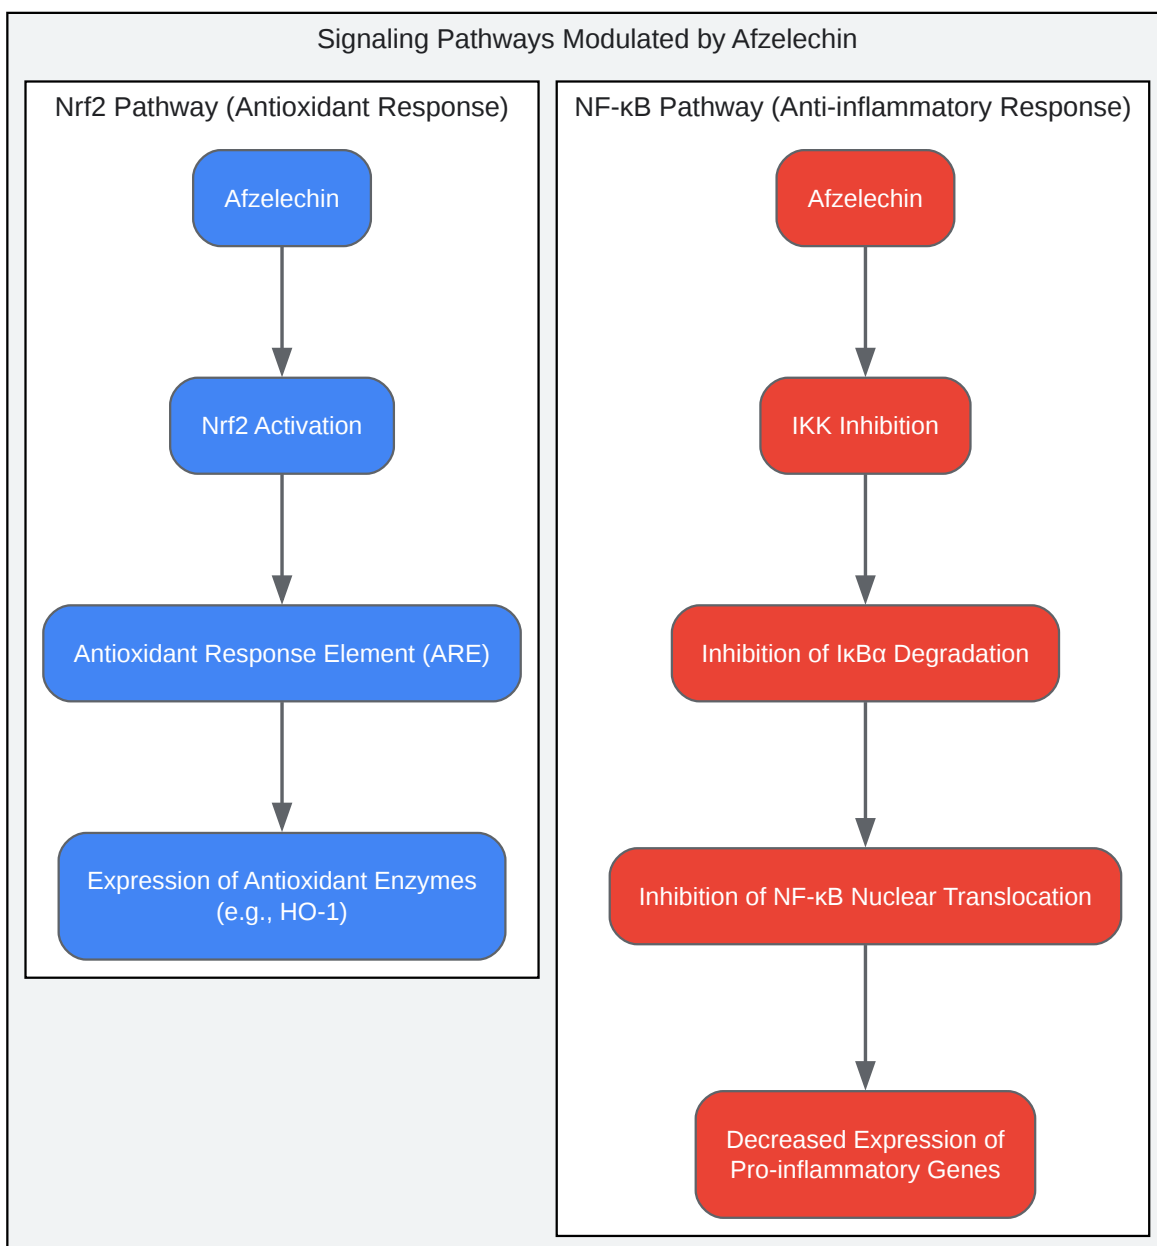 Signaling Pathways Modulated by Afzelechin
Nrf2 Pathway (Antioxidant Response)
Afzelechin
Nrf2 Activation
Antioxidant Response Element (ARE)
Expression of Antioxidant Enzymes
(e.g., HO-1)
NF-κB Pathway (Anti-inflammatory Response)
Afzelechin
IKK Inhibition
Inhibition of IκBα Degradation
Inhibition of NF-κB Nuclear Translocation
Decreased Expression of
Pro-inflammatory Genes